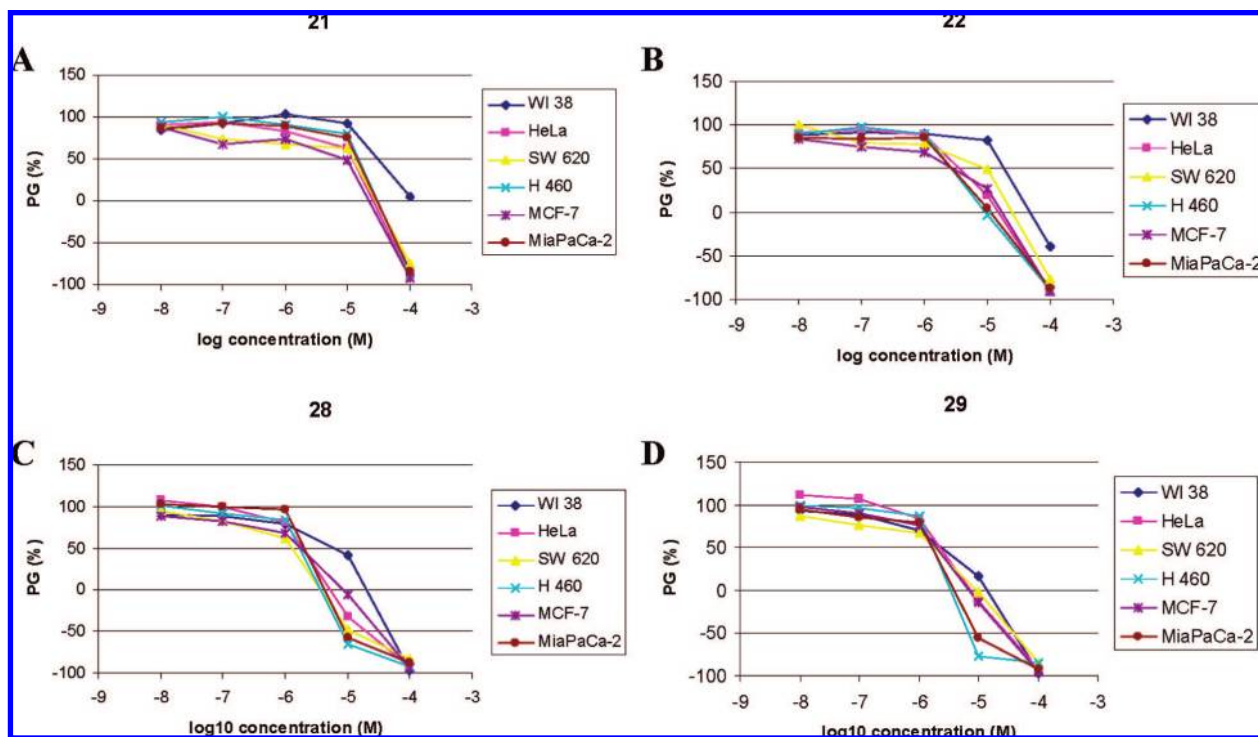 21
A
150
100
50
0
-50
-100
PG (%)
-9 -8 -7 -6 -5 -4 -3
log concentration (M)
WI 38
HeLa
SW 620
H 460
MCF-7
MiaPaCa-2
22
B
150
100
50
0
-50
-100
PG (%)
-9 -8 -7 -6 -5 -4 -3
log concentration (M)
WI 38
HeLa
SW 620
H 460
MCF-7
MiaPaCa-2
28
C
150
100
50
0
-50
-100
PG (%)
-9 -8 -7 -6 -5 -4 -3
log10 concentration (M)
WI 38
HeLa
SW 620
H 460
MCF-7
MiaPaCa-2
29
D
150
100
50
0
-50
-100
PG (%)
-9 -8 -7 -6 -5 -4 -3
log10 concentration (M)
WI 38
HeLa
SW 620
H 460
MCF-7
MiaPaCa-2